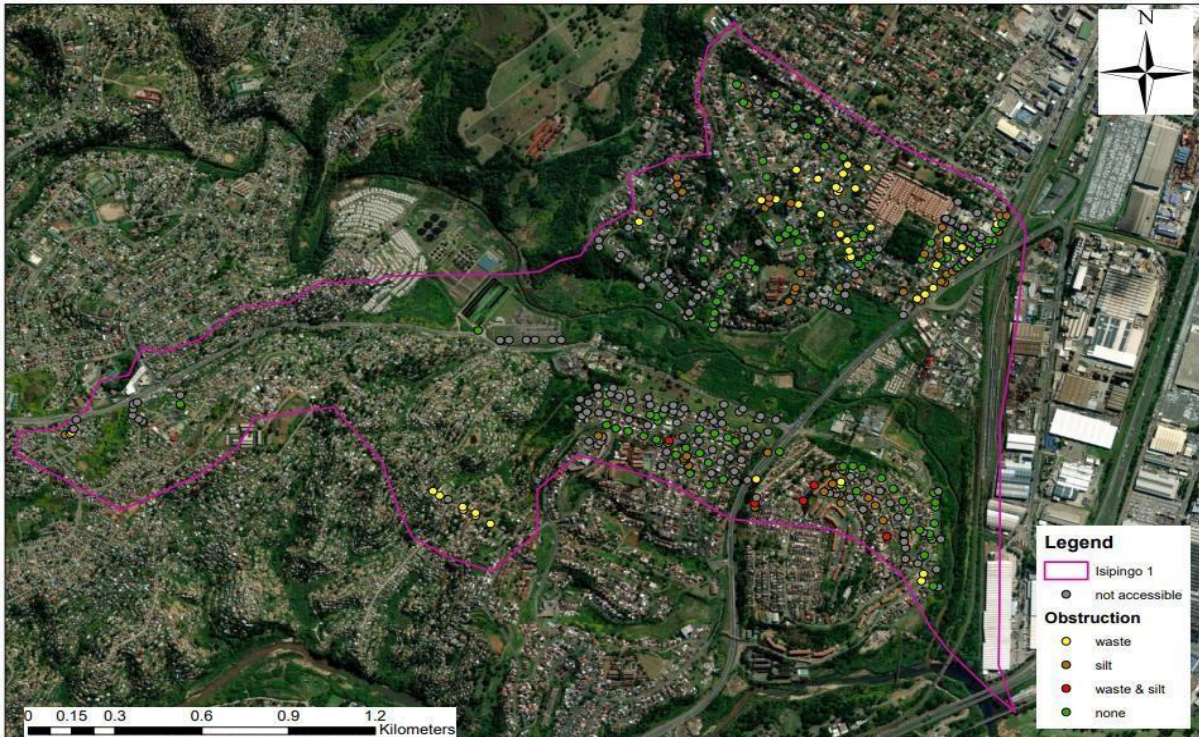 N
Legend
Isipingo 1
not accessible
Obstruction
waste
silt
waste & silt
none
0 0.15 0.3 0.6 0.9 1.2
Kilometers